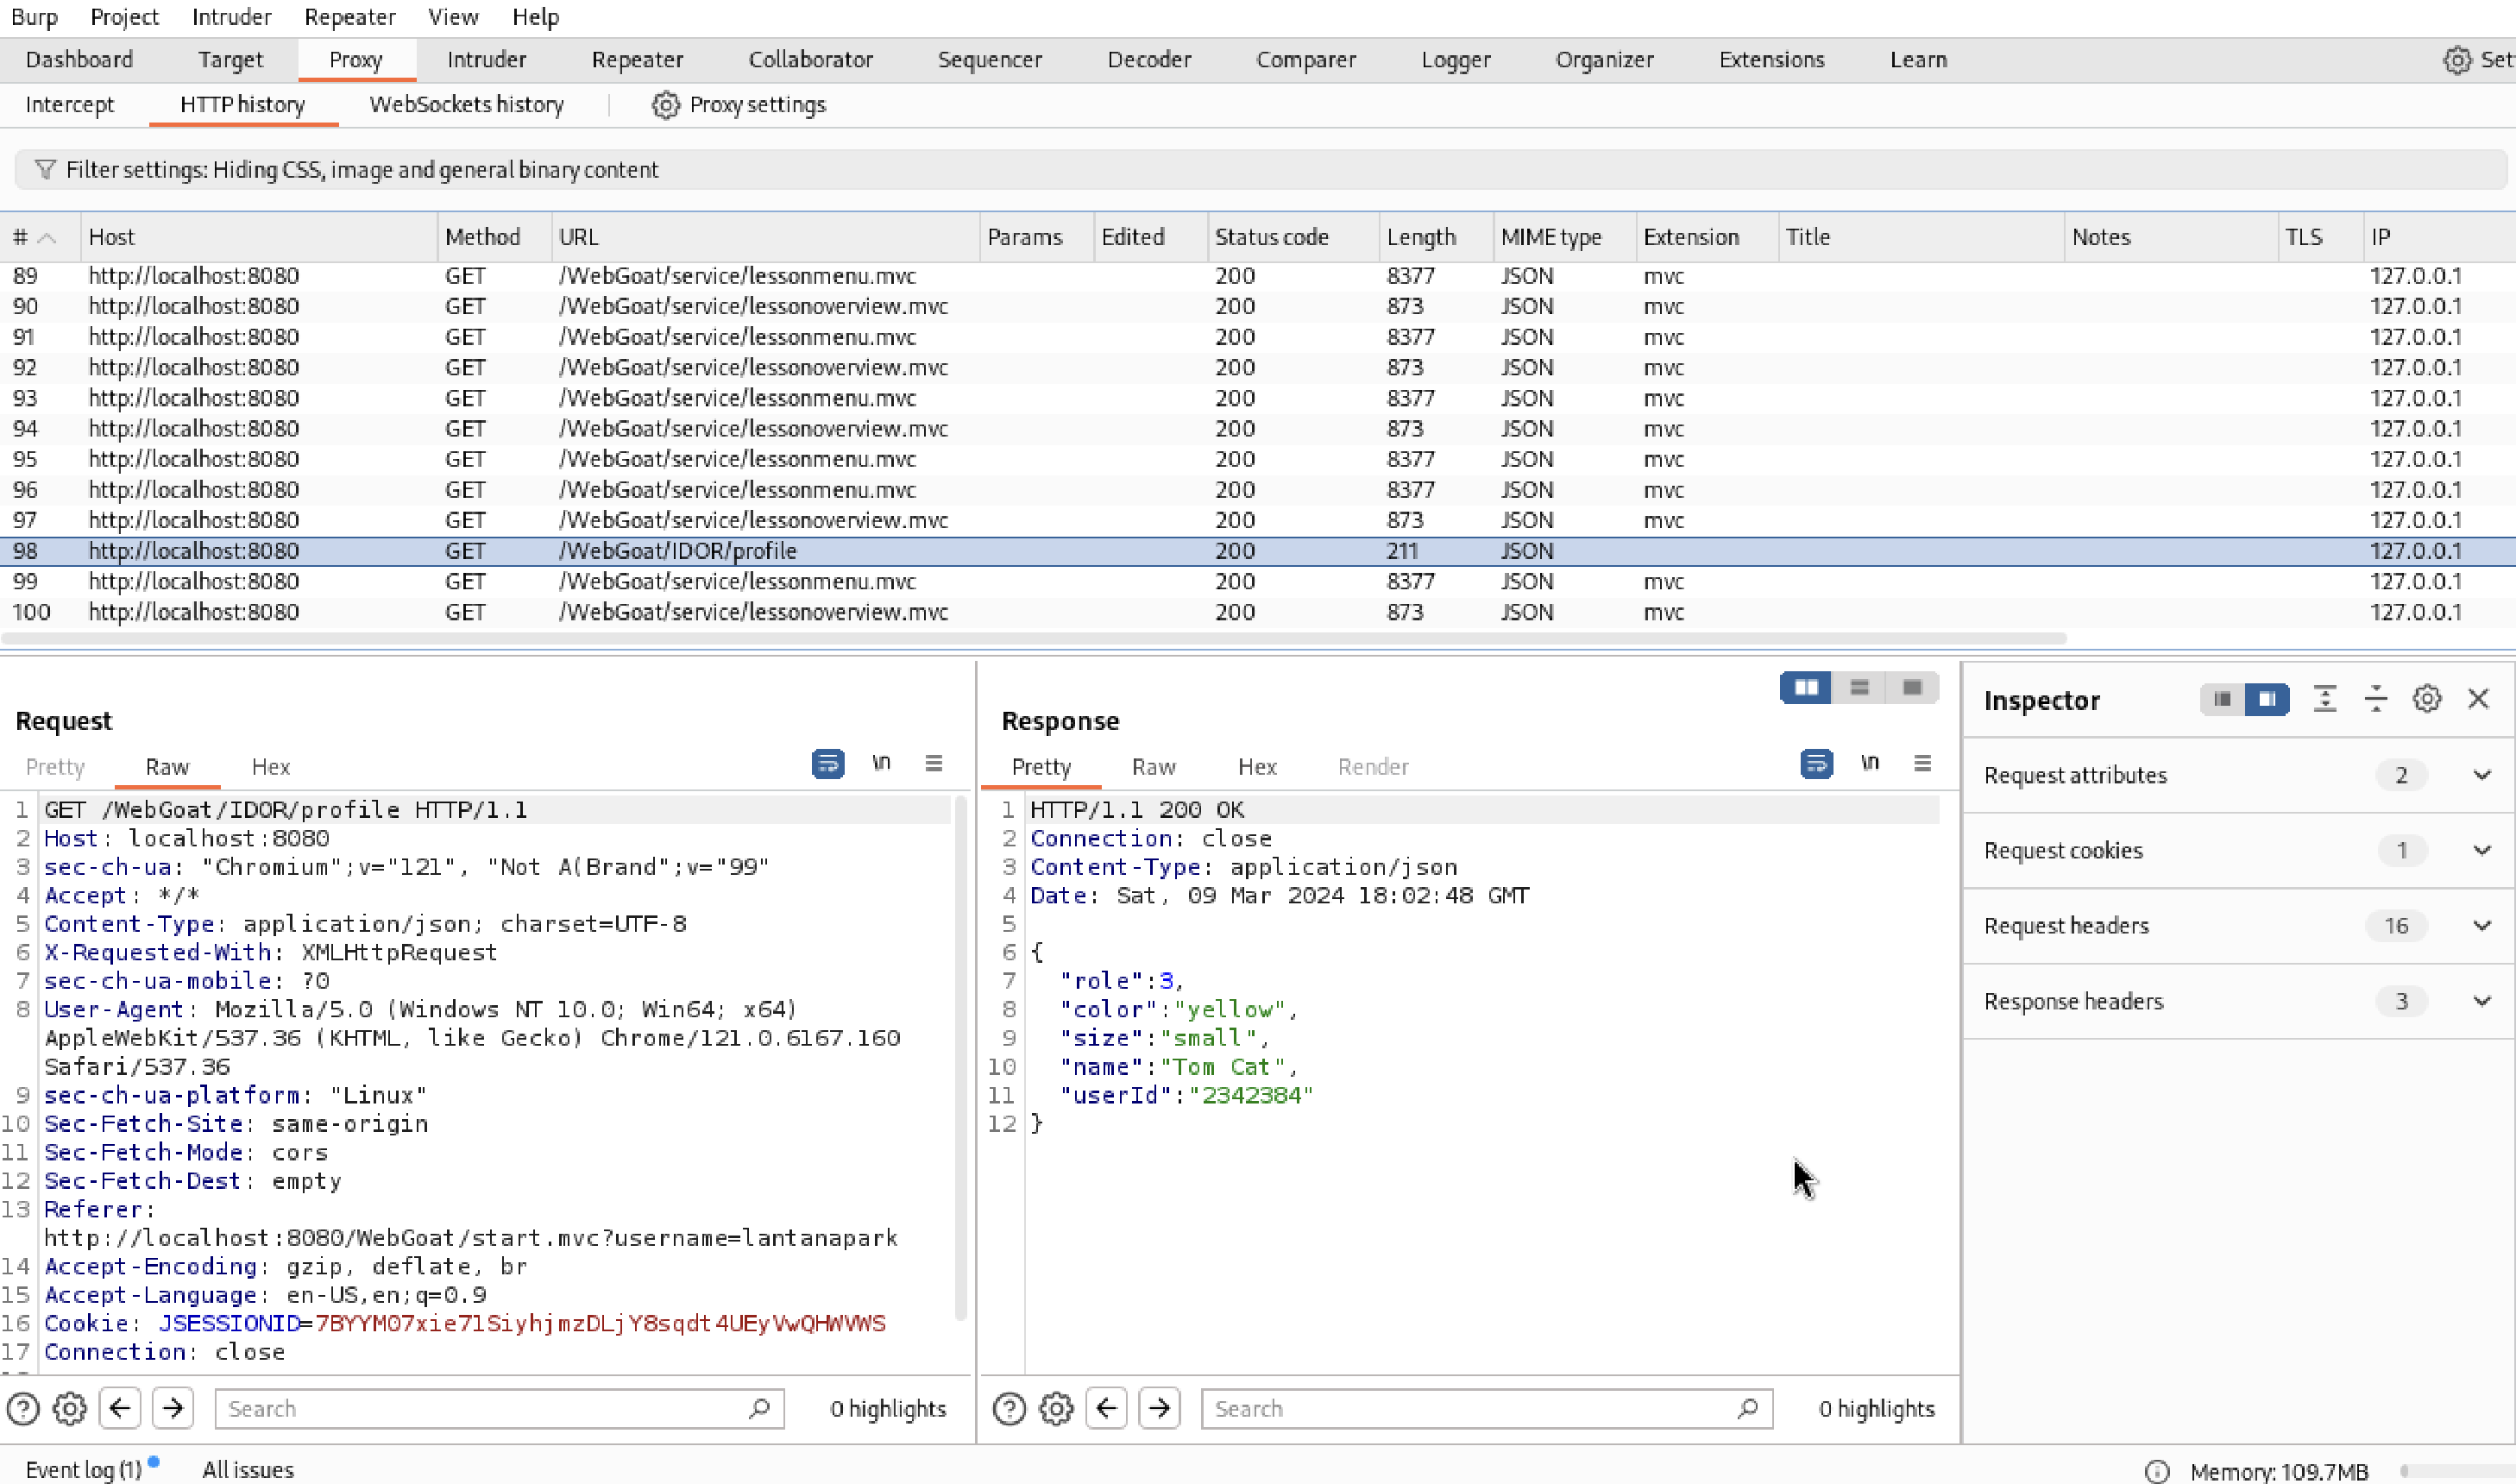 Burp Project Intruder Repeater View Help
Dashboard Target Proxy Intruder Repeater Collaborator Sequencer Decoder Comparer Logger Organizer Extensions Learn Set
Intercept HTTP history WebSockets history Proxy settings
Filter settings: Hiding CSS, image and general binary content
# Host Method URL Params Edited Status code Length MIME type Extension Title Notes TLS IP
89 http://localhost:8080 GET /WebGoat/service/lessonmenu.mvc 200 8377 JSON mvc 127.0.0.1
90 http://localhost:8080 GET /WebGoat/service/lessonoverview.mvc 200 873 JSON mvc 127.0.0.1
91 http://localhost:8080 GET /WebGoat/service/lessonmenu.mvc 200 8377 JSON mvc 127.0.0.1
92 http://localhost:8080 GET /WebGoat/service/lessonoverview.mvc 200 873 JSON mvc 127.0.0.1
93 http://localhost:8080 GET /WebGoat/service/lessonmenu.mvc 200 8377 JSON mvc 127.0.0.1
94 http://localhost:8080 GET /WebGoat/service/lessonoverview.mvc 200 873 JSON mvc 127.0.0.1
95 http://localhost:8080 GET /WebGoat/service/lessonmenu.mvc 200 8377 JSON mvc 127.0.0.1
96 http://localhost:8080 GET /WebGoat/service/lessonmenu.mvc 200 8377 JSON mvc 127.0.0.1
97 http://localhost:8080 GET /WebGoat/service/lessonoverview.mvc 200 873 JSON mvc 127.0.0.1
98 http://localhost:8080 GET /WebGoat/IDOR/profile 200 211 JSON 127.0.0.1
99 http://localhost:8080 GET /WebGoat/service/lessonmenu.mvc 200 8377 JSON mvc 127.0.0.1
100 http://localhost:8080 GET /WebGoat/service/lessonoverview.mvc 200 873 JSON mvc 127.0.0.1
Request
Pretty Raw Hex \n
1 GET /WebGoat/IDOR/profile HTTP/1.1
2 Host: localhost:8080
3 sec-ch-ua: "Chromium";v="121", "Not A(Brand";v="99"
4 Accept: */*
5 Content-Type: application/json; charset=UTF-8
6 X-Requested-With: XMLHttpRequest
7 sec-ch-ua-mobile: ?0
8 User-Agent: Mozilla/5.0 (Windows NT 10.0; Win64; x64)
AppleWebKit/537.36 (KHTML, like Gecko) Chrome/121.0.6167.160
Safari/537.36
9 sec-ch-ua-platform: "Linux"
10 Sec-Fetch-Site: same-origin
11 Sec-Fetch-Mode: cors
12 Sec-Fetch-Dest: empty
13 Referer:
http://localhost:8080/WebGoat/start.mvc?username=lantanapark
14 Accept-Encoding: gzip, deflate, br
15 Accept-Language: en-US,en;q=0.9
16 Cookie: JSESSIONID=7BYYM07xie71SiyhjmzDLjY8sqdt4UEyVwQHWVWS
17 Connection: close
Search 0 highlights
Response
Pretty Raw Hex Render \n
1 HTTP/1.1 200 OK
2 Connection: close
3 Content-Type: application/json
4 Date: Sat, 09 Mar 2024 18:02:48 GMT
5
6 {
7 "role":3,
8 "color":"yellow",
9 "size":"small",
10 "name":"Tom Cat",
11 "userId":"2342384"
12 }
Search 0 highlights
Inspector
Request attributes 2
Request cookies 1
Request headers 16
Response headers 3
Event log (1) All issues Memory: 109.7MB